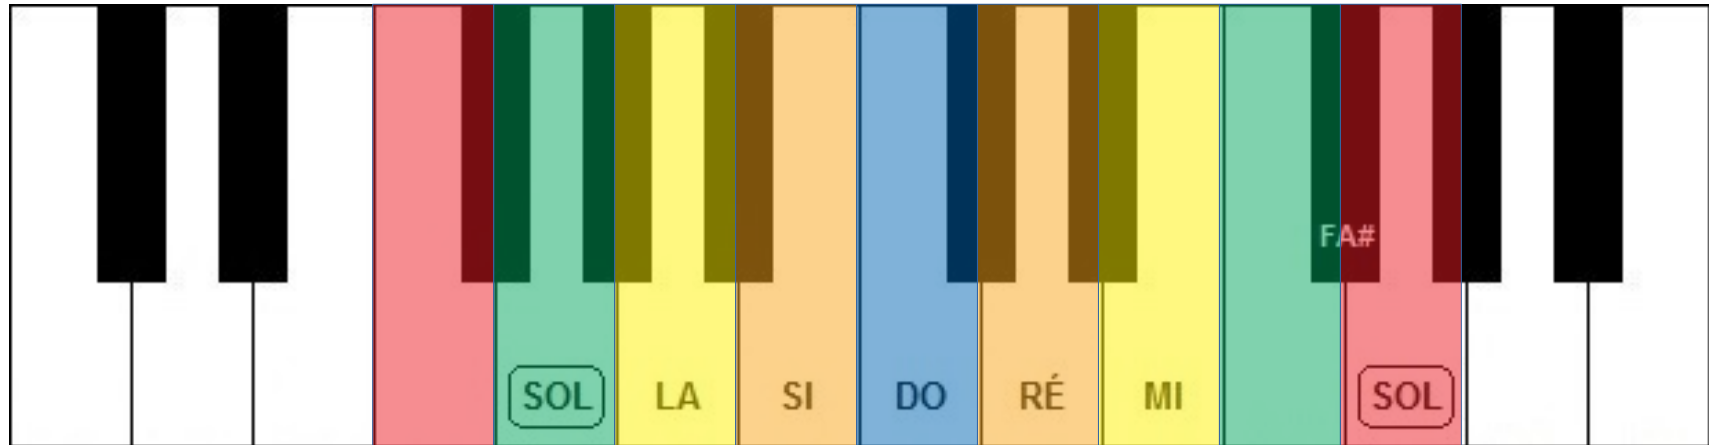 FA#
SOL LA SI DO RÉ MI SOL